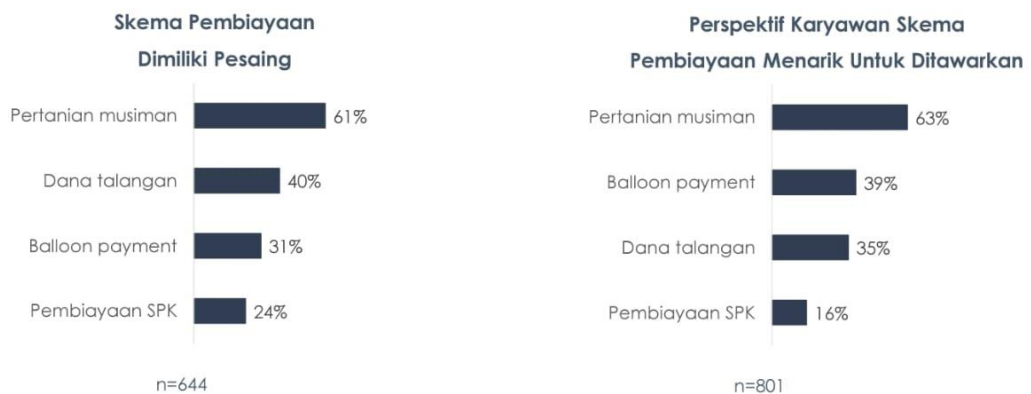 Skema Pembiayaan
Dimiliki Pesaing
Pertanian musiman 61%
Dana talangan 40%
Balloon payment 31%
Pembiayaan SPK 24%
n=644
Perspektif Karyawan Skema
Pembiayaan Menarik Untuk Ditawarkan
Pertanian musiman 63%
Balloon payment 39%
Dana talangan 35%
Pembiayaan SPK 16%
n=801